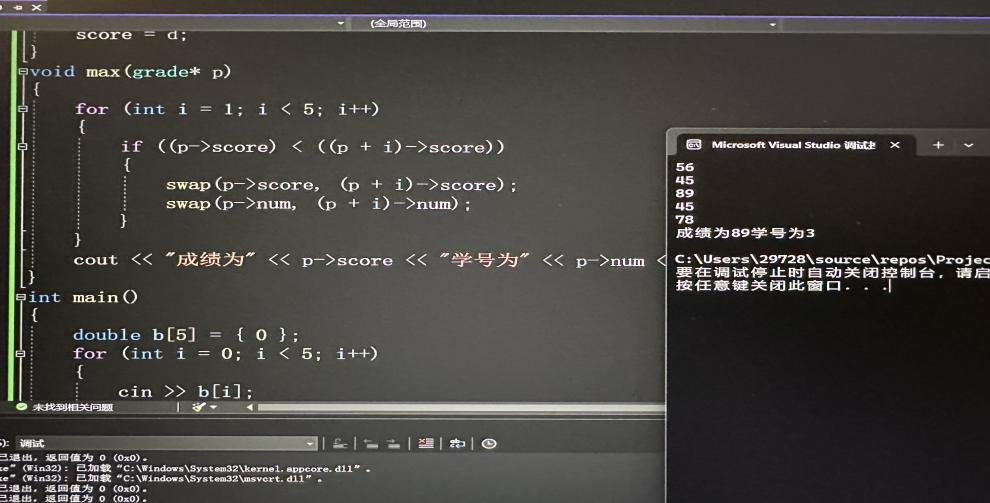 (全局范围)
score = d;
}
void max(grade* p)
{
for (int i = 1; i < 5; i++)
{
if ((p->score) < ((p + i)->score))
{
swap(p->score, (p + i)->score);
swap(p->num, (p + i)->num);
}
}
cout << "成绩为" << p->score << "学号为" << p->num <
}
int main()
{
double b[5] = { 0 };
for (int i = 0; i < 5; i++)
{
cin >> b[i];
未找到相关问题
Microsoft Visual Studio 调试
56
45
89
45
78
成绩为89学号为3
C:\Users\29728\source\repos\Projec
要在调试停止时自动关闭控制台，请启
按任意键关闭此窗口. . .
调试
已退出，返回值为 0 (0x0)。
" (Win32): 已加载 "C:\Windows\System32\kernel.appcore.dll"。
" (Win32): 已加载 "C:\Windows\System32\msvcrt.dll"。
已退出，返回值为 0 (0x0)。
已退出，返回值为 0 (0x0)。